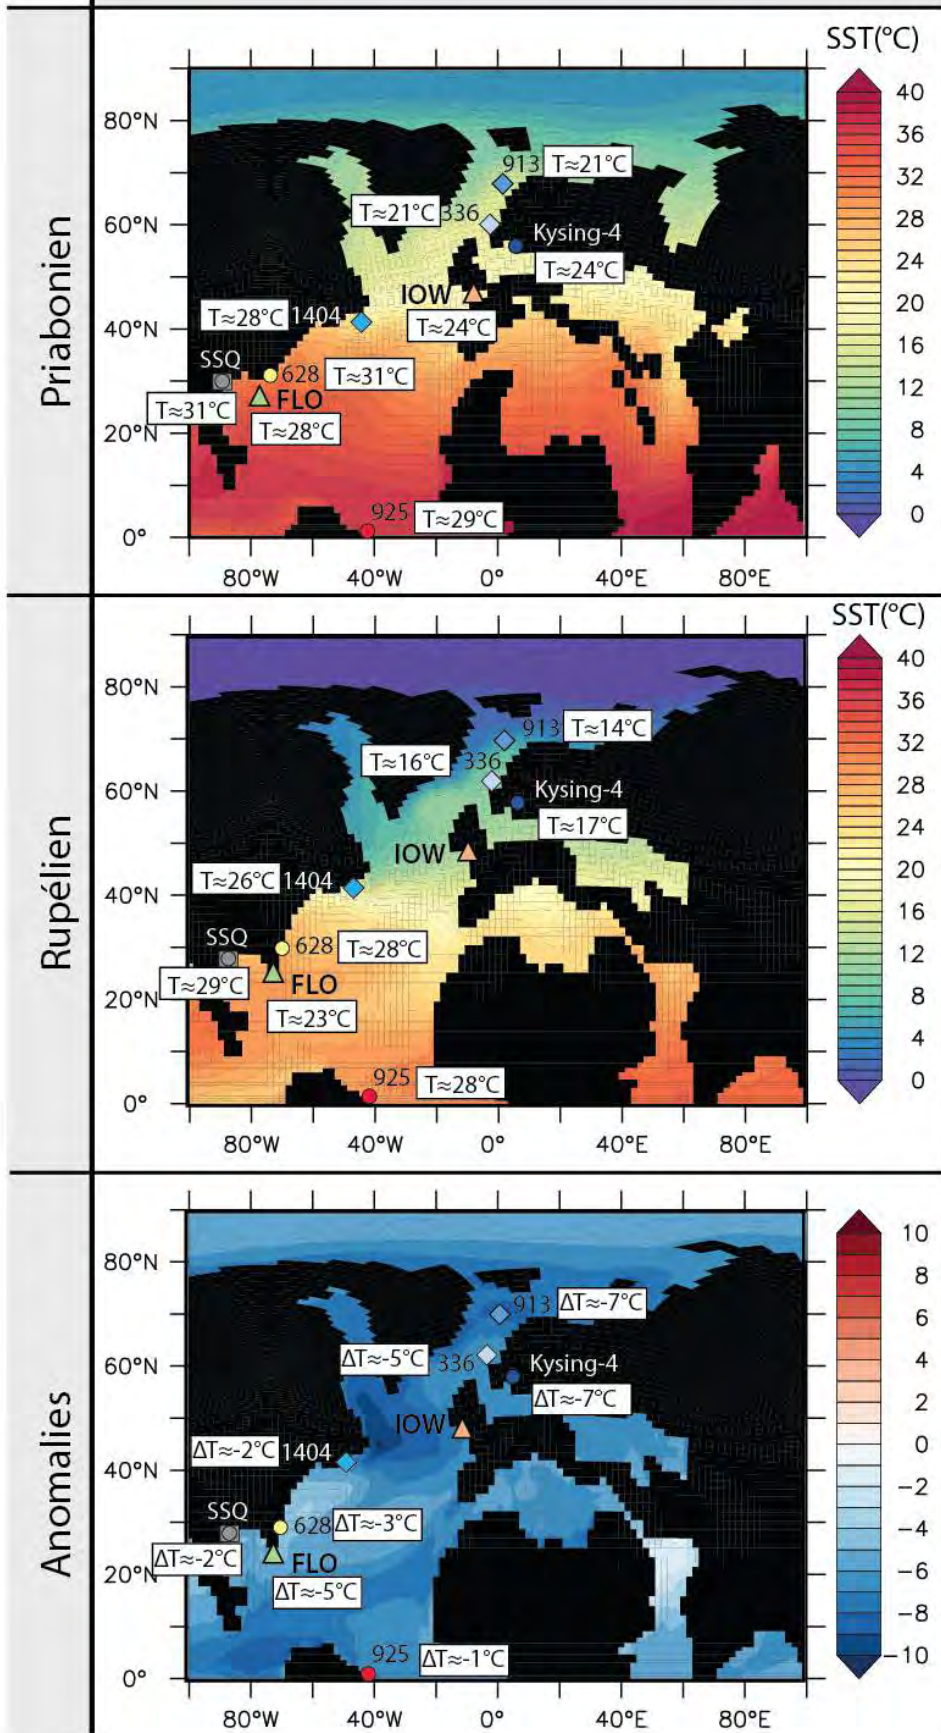 Priabonien
SST(°C)
80°N
60°N
40°N
20°N
0°
80°W
40°W
0°
40°E
80°E
913 T≈21°C
T≈21°C 336
Kysing-4
T≈24°C
IOW
T≈24°C
T≈28°C 1404
SSQ
628 T≈31°C
T≈31°C
FLO
T≈28°C
925 T≈29°C
40
36
32
28
24
20
16
12
8
4
0
Rupélien
SST(°C)
80°N
60°N
40°N
20°N
0°
80°W
40°W
0°
40°E
80°E
913 T≈14°C
T≈16°C 336
Kysing-4
T≈17°C
IOW
T≈26°C 1404
SSQ
628 T≈28°C
T≈29°C
FLO
T≈23°C
925 T≈28°C
40
36
32
28
24
20
16
12
8
4
0
Anomalies
80°N
60°N
40°N
20°N
0°
80°W
40°W
0°
40°E
80°E
913 ΔT≈-7°C
ΔT≈-5°C 336
Kysing-4
ΔT≈-7°C
IOW
ΔT≈-2°C 1404
SSQ
628 ΔT≈-3°C
ΔT≈-2°C
FLO
ΔT≈-5°C
925 ΔT≈-1°C
10
8
6
4
2
0
-2
-4
-6
-8
-10